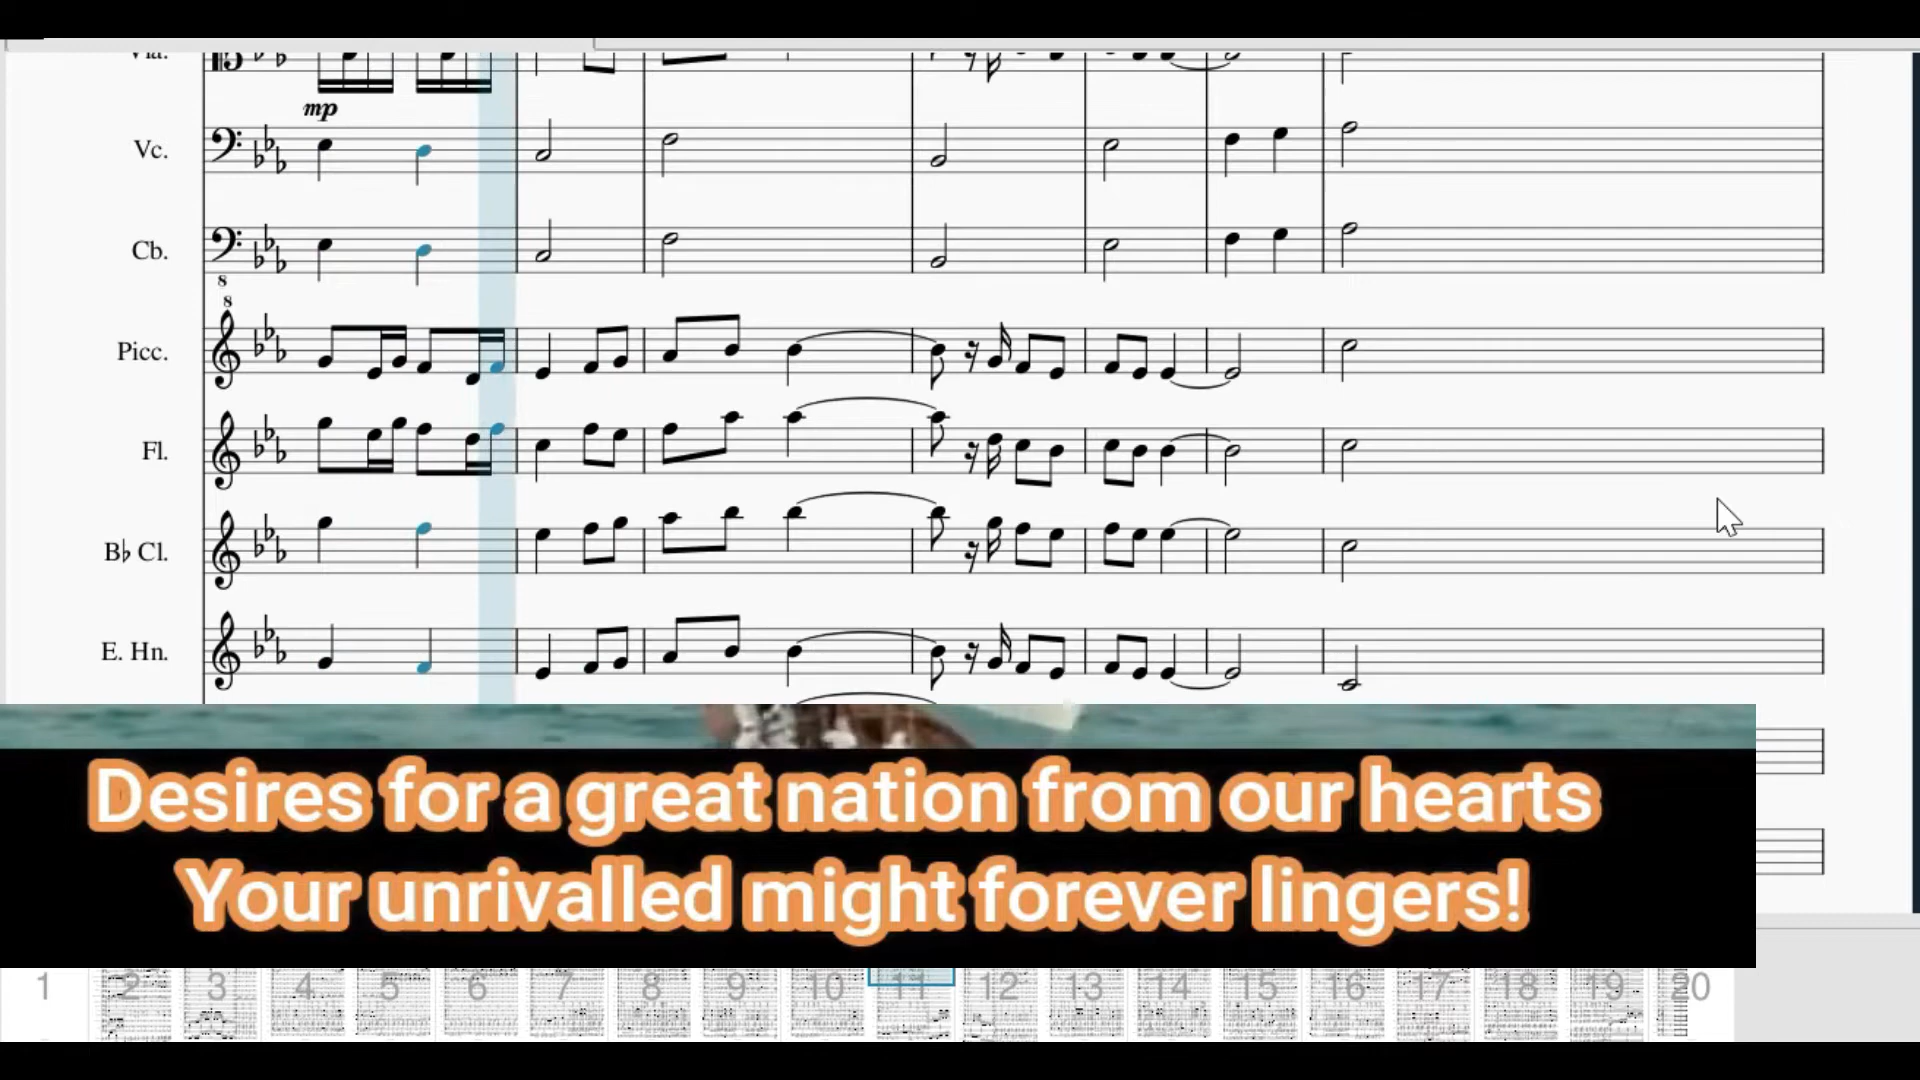 Vla.
mp
Vc.
Cb.
8
8
Picc.
Fl.
B♭ Cl.
E. Hn.
Desires for a great nation from our hearts
Your unrivalled might forever lingers!
1 2 3 4 5 6 7 8 9 10 11 12 13 14 15 16 17 18 19 20